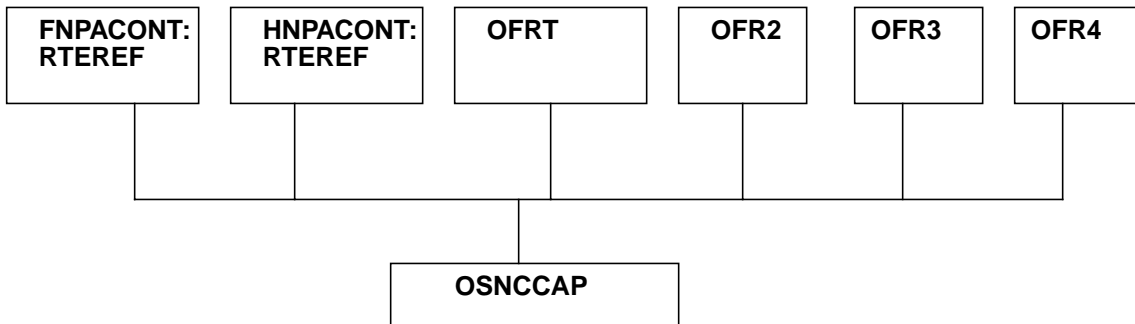 FNPACONT:
RTEREF
HNPACONT:
RTEREF
OFRT
OFR2
OFR3
OFR4
OSNCCAP